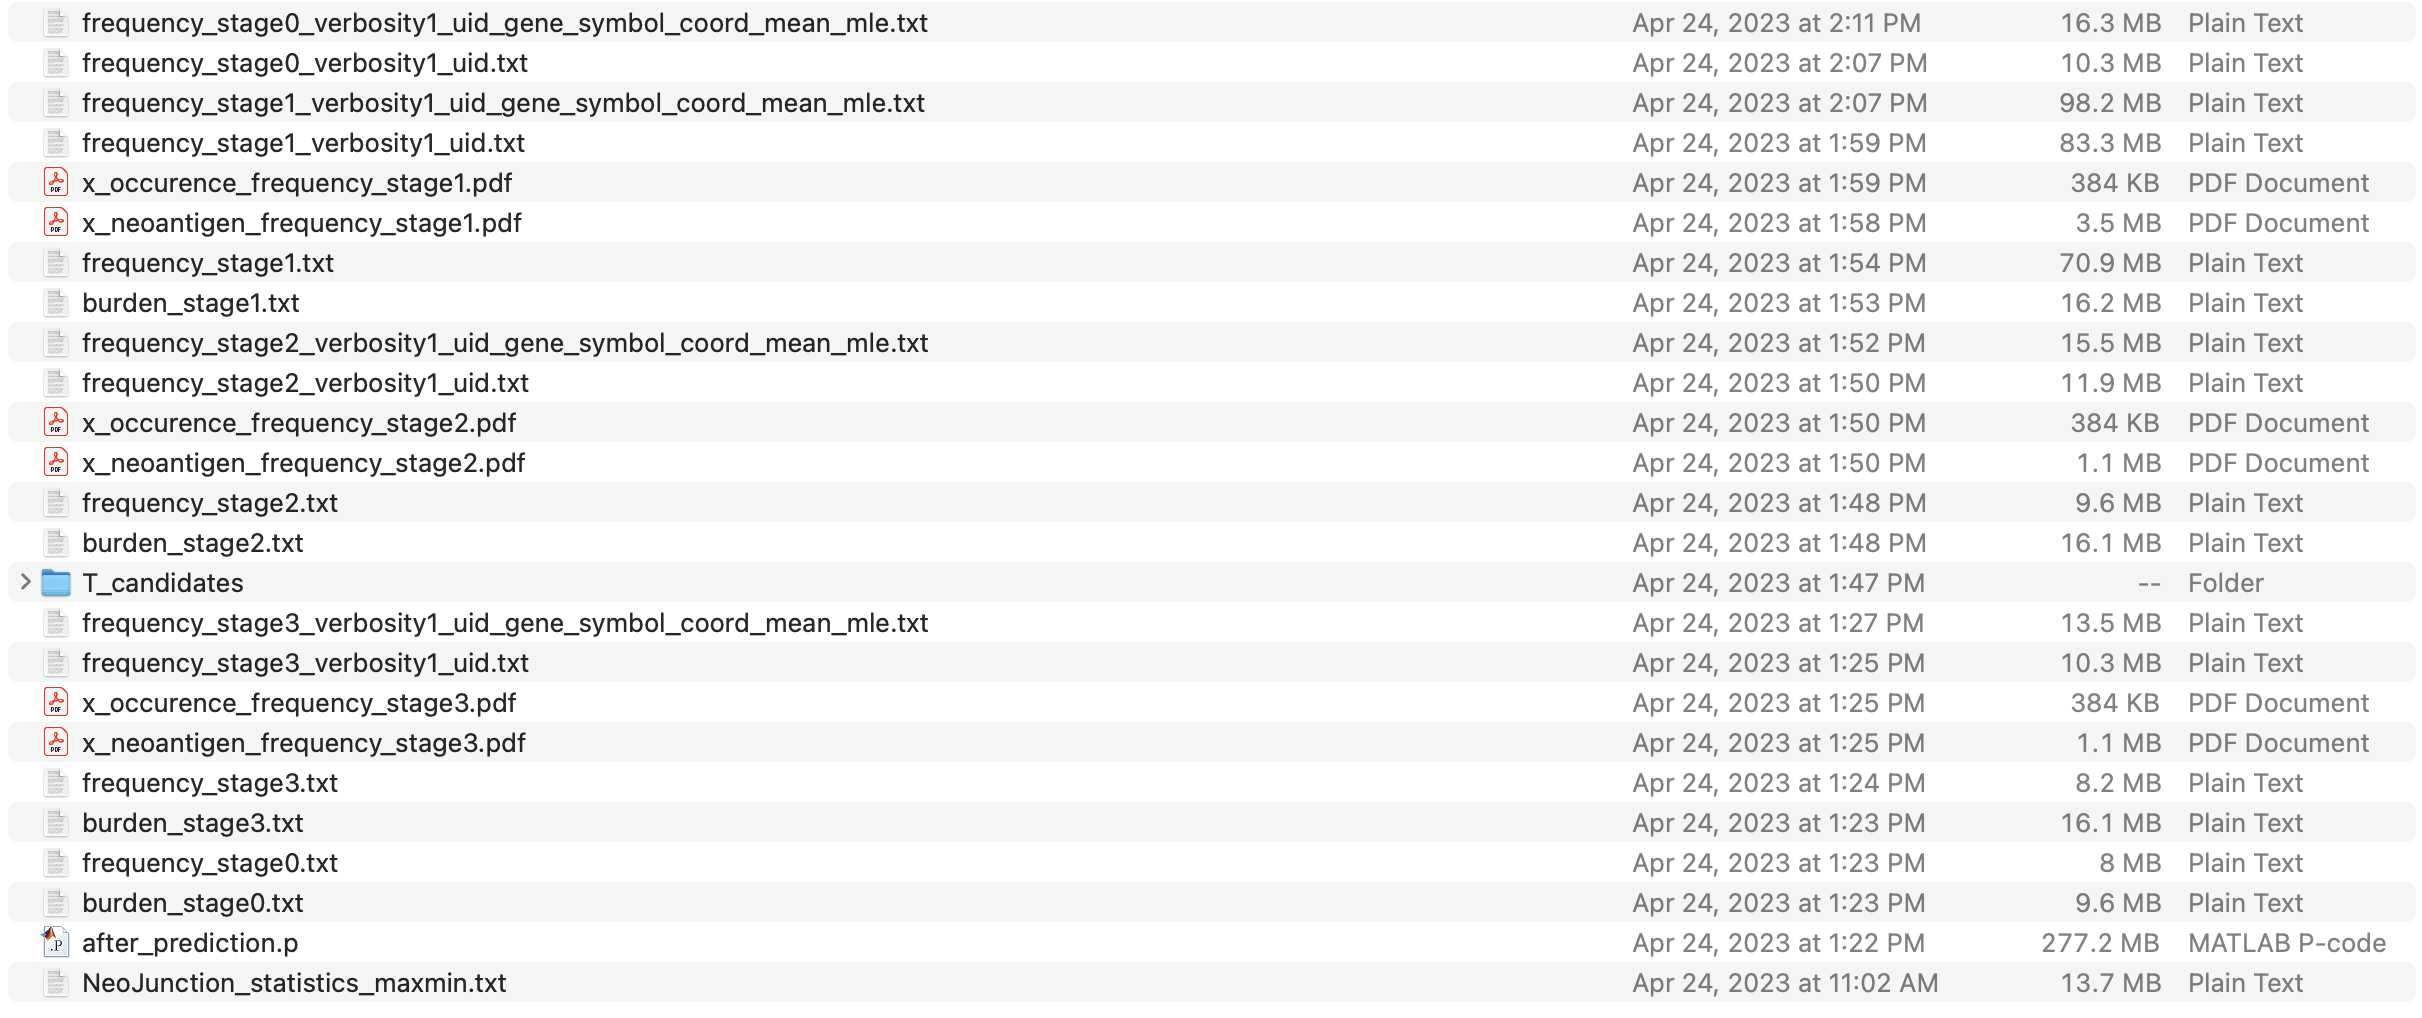 frequency_stage0_verbosity1_uid_gene_symbol_coord_mean_mle.txt Apr 24, 2023 at 2:11 PM 16.3 MB Plain Text
frequency_stage0_verbosity1_uid.txt Apr 24, 2023 at 2:07 PM 10.3 MB Plain Text
frequency_stage1_verbosity1_uid_gene_symbol_coord_mean_mle.txt Apr 24, 2023 at 2:07 PM 98.2 MB Plain Text
frequency_stage1_verbosity1_uid.txt Apr 24, 2023 at 1:59 PM 83.3 MB Plain Text
x_occurence_frequency_stage1.pdf Apr 24, 2023 at 1:59 PM 384 KB PDF Document
x_neoantigen_frequency_stage1.pdf Apr 24, 2023 at 1:58 PM 3.5 MB PDF Document
frequency_stage1.txt Apr 24, 2023 at 1:54 PM 70.9 MB Plain Text
burden_stage1.txt Apr 24, 2023 at 1:53 PM 16.2 MB Plain Text
frequency_stage2_verbosity1_uid_gene_symbol_coord_mean_mle.txt Apr 24, 2023 at 1:52 PM 15.5 MB Plain Text
frequency_stage2_verbosity1_uid.txt Apr 24, 2023 at 1:50 PM 11.9 MB Plain Text
x_occurence_frequency_stage2.pdf Apr 24, 2023 at 1:50 PM 384 KB PDF Document
x_neoantigen_frequency_stage2.pdf Apr 24, 2023 at 1:50 PM 1.1 MB PDF Document
frequency_stage2.txt Apr 24, 2023 at 1:48 PM 9.6 MB Plain Text
burden_stage2.txt Apr 24, 2023 at 1:48 PM 16.1 MB Plain Text
T_candidates Apr 24, 2023 at 1:47 PM -- Folder
frequency_stage3_verbosity1_uid_gene_symbol_coord_mean_mle.txt Apr 24, 2023 at 1:27 PM 13.5 MB Plain Text
frequency_stage3_verbosity1_uid.txt Apr 24, 2023 at 1:25 PM 10.3 MB Plain Text
x_occurence_frequency_stage3.pdf Apr 24, 2023 at 1:25 PM 384 KB PDF Document
x_neoantigen_frequency_stage3.pdf Apr 24, 2023 at 1:25 PM 1.1 MB PDF Document
frequency_stage3.txt Apr 24, 2023 at 1:24 PM 8.2 MB Plain Text
burden_stage3.txt Apr 24, 2023 at 1:23 PM 16.1 MB Plain Text
frequency_stage0.txt Apr 24, 2023 at 1:23 PM 8 MB Plain Text
burden_stage0.txt Apr 24, 2023 at 1:23 PM 9.6 MB Plain Text
after_prediction.p Apr 24, 2023 at 1:22 PM 277.2 MB MATLAB P-code
NeoJunction_statistics_maxmin.txt Apr 24, 2023 at 11:02 AM 13.7 MB Plain Text